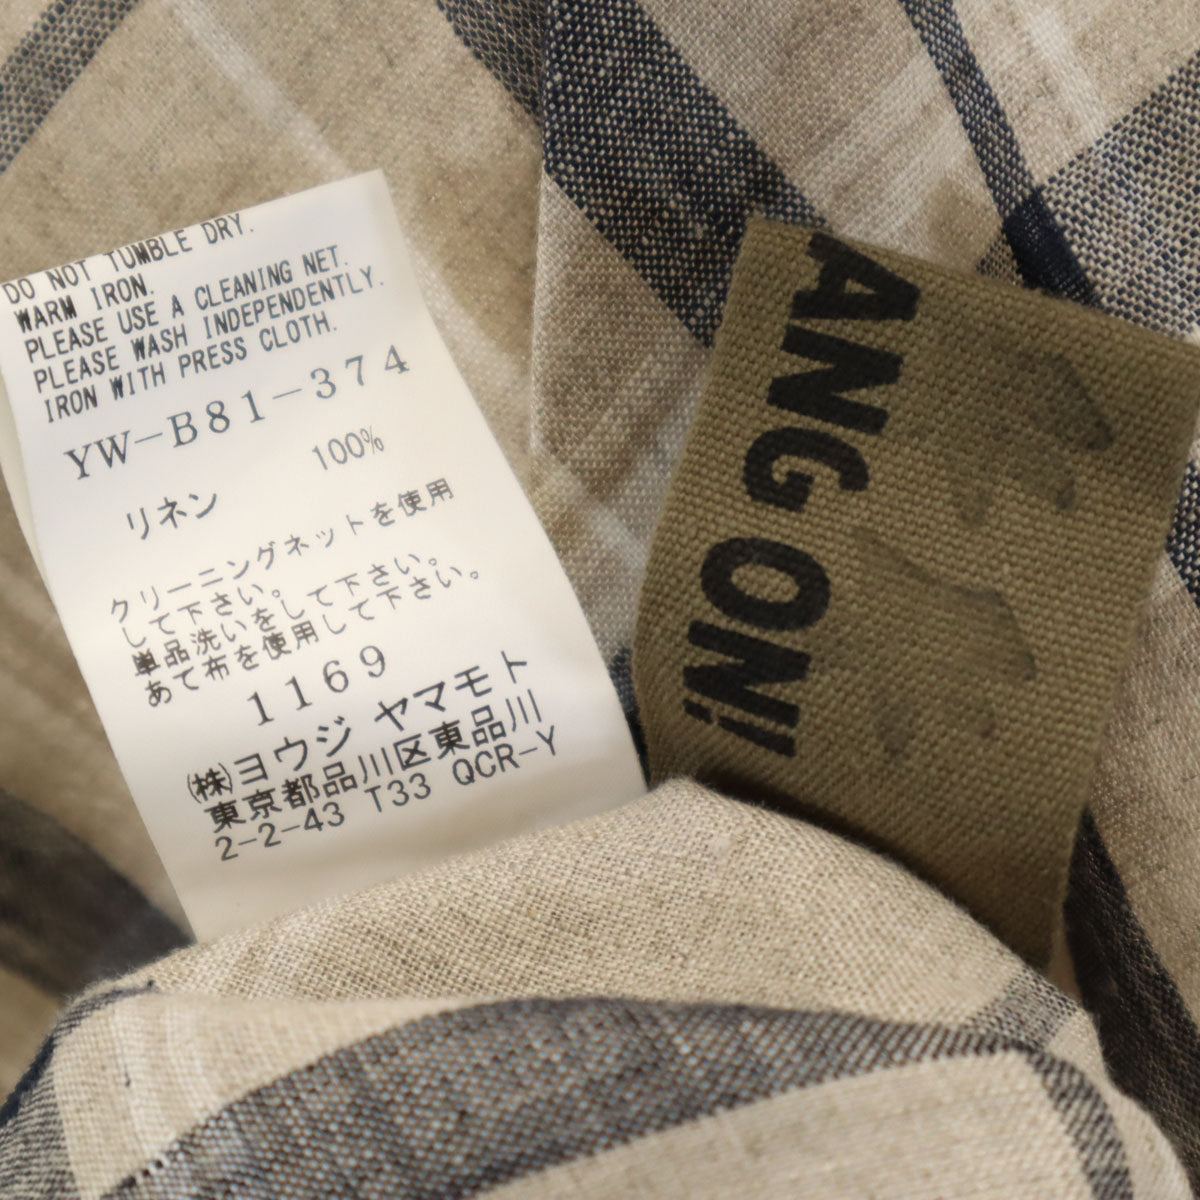 DO NOT TUMBLE DRY.
WARM IRON.
PLEASE USE A CLEANING NET.
PLEASE WASH INDEPENDENTLY.
IRON WITH PRESS CLOTH.
YW-B81-374
100%
リネン
クリーニングネットを使用
して下さい。
単品洗いをして下さい。
あて布を使用して下さい。
1169
㈱ヨウジ ヤマモト
東京都品川区東品川
2-2-43 T33 QCR-Y
ANG ON!